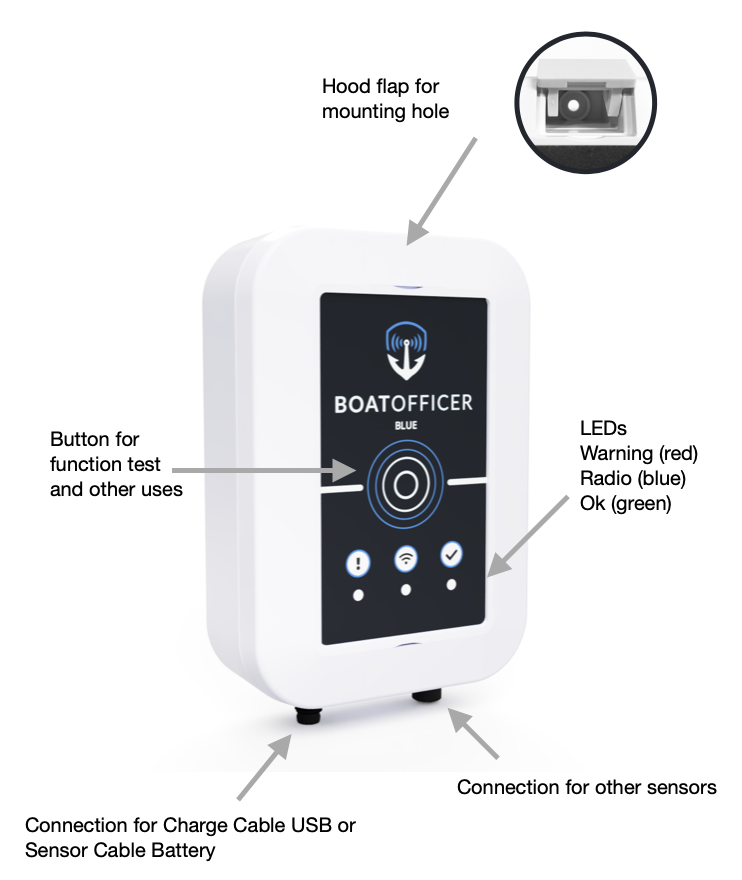 Hood flap for
mounting hole
BOATOFFICER
BLUE
Button for
function test
and other uses
LEDs
Warning (red)
Radio (blue)
Ok (green)
!
Connection for other sensors
Connection for Charge Cable USB or
Sensor Cable Battery